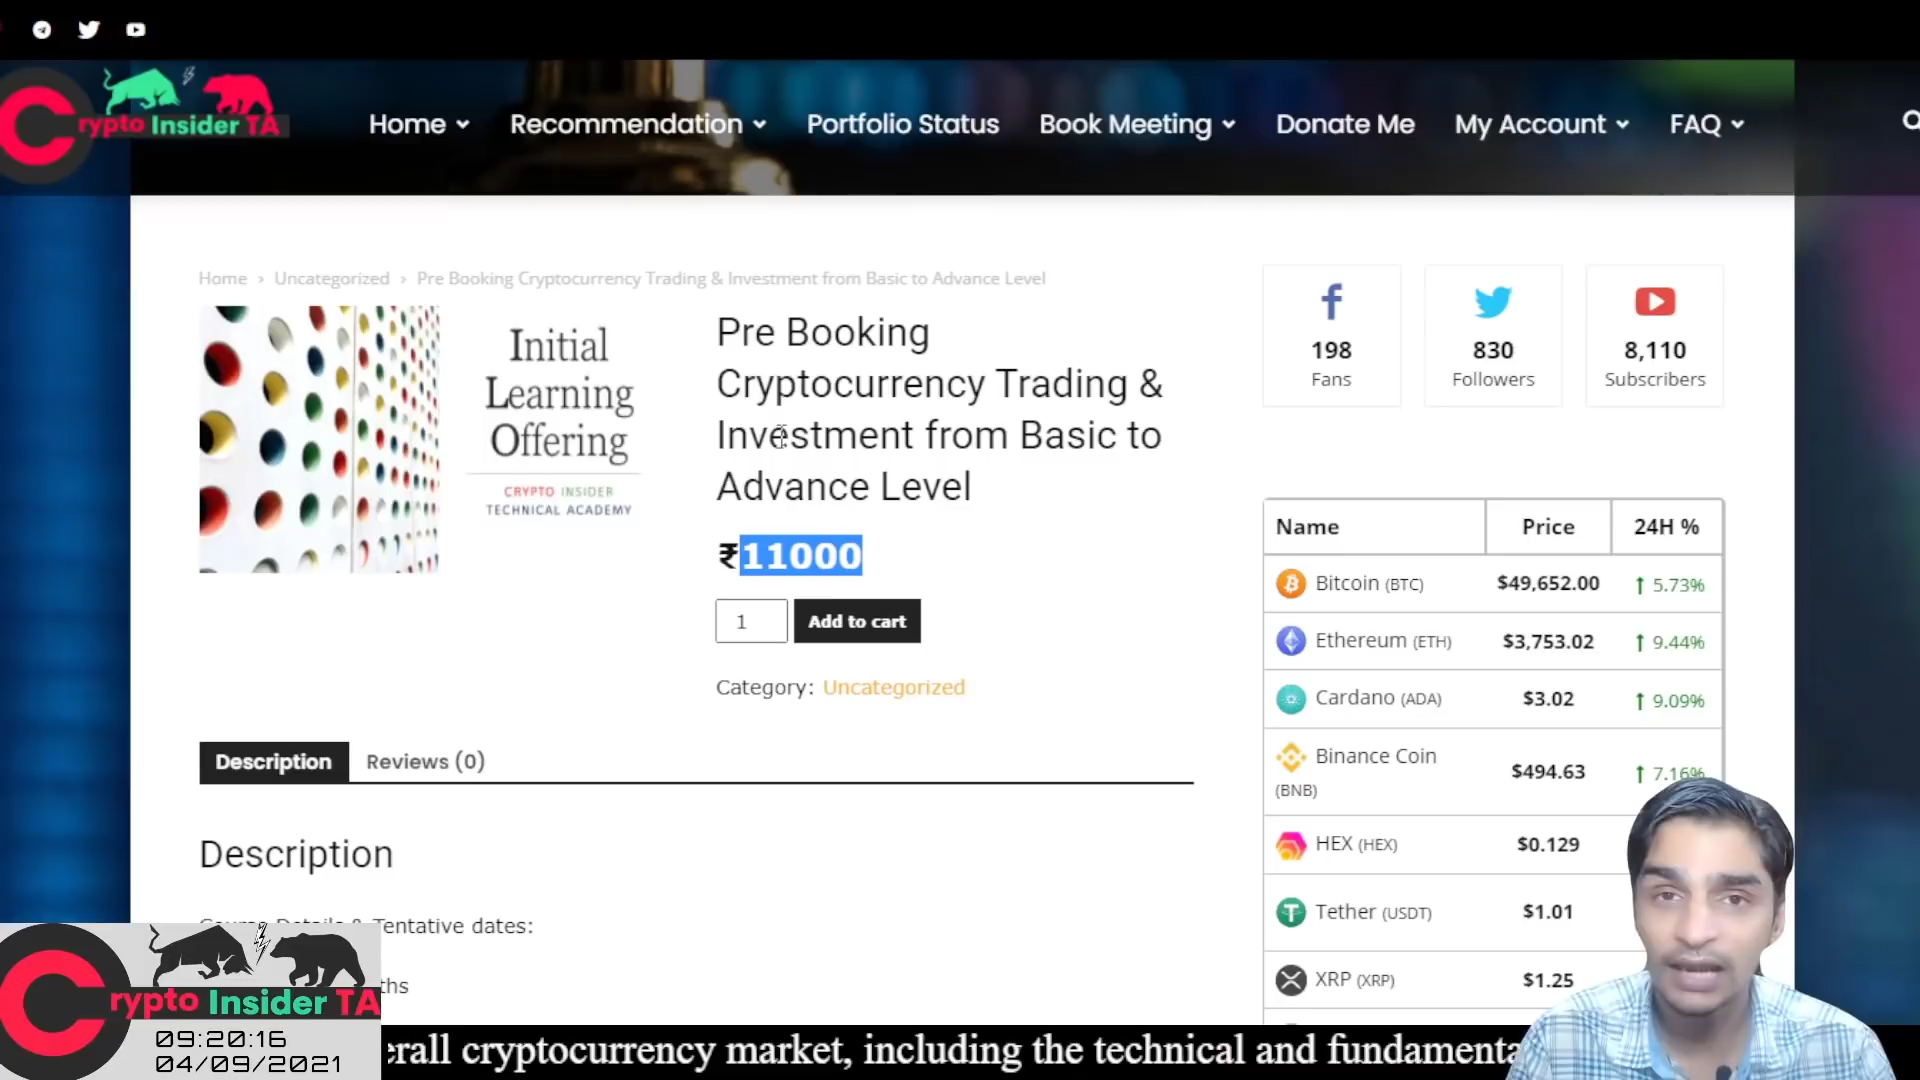 rypto Insider TA
Home
Recommendation
Portfolio Status
Book Meeting
Donate Me
My Account
FAQ
Home › Uncategorized › Pre Booking Cryptocurrency Trading & Investment from Basic to Advance Level
Initial
Learning
Offering
CRYPTO INSIDER
TECHNICAL ACADEMY
Pre Booking
Cryptocurrency Trading &
Investment from Basic to
Advance Level
₹11000
1
Add to cart
Category: Uncategorized
198
Fans
830
Followers
8,110
Subscribers
Name Price 24H %
Bitcoin (BTC) $49,652.00 ↑ 5.73%
Ethereum (ETH) $3,753.02 ↑ 9.44%
Cardano (ADA) $3.02 ↑ 9.09%
Binance Coin
(BNB) $494.63 ↑ 7.16%
HEX (HEX) $0.129
Tether (USDT) $1.01
XRP (XRP) $1.25
Description
Reviews (0)
Description
Tentative dates:
ths
rypto Insider TA
09:20:16
04/09/2021
erall cryptocurrency market, including the technical and fundamenta